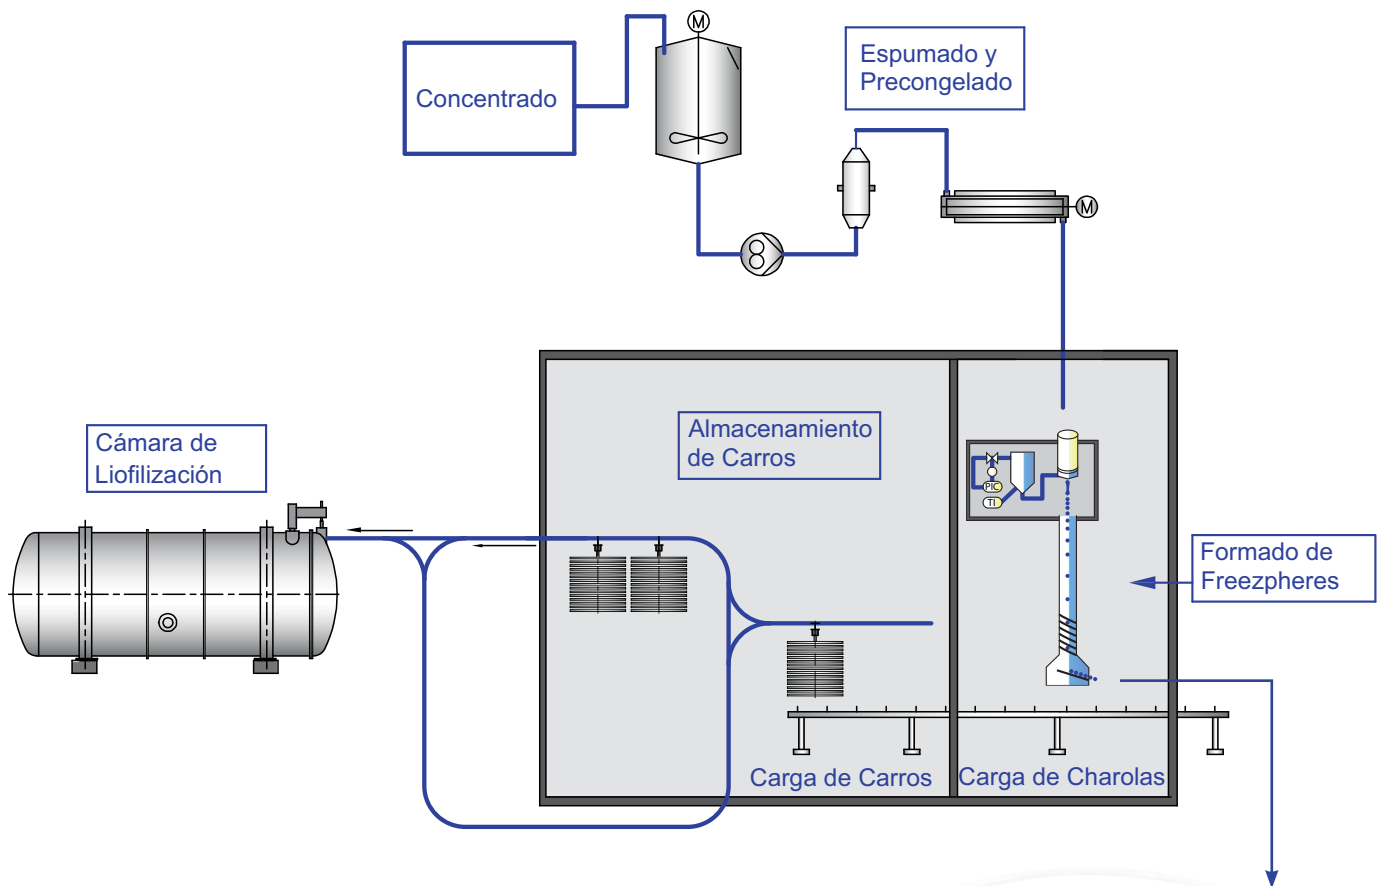 M
Espumado y
Precongelado
Concentrado
M
Almacenamiento
de Carros
Cámara de
Liofilización
PIC
TI
Formado de
Freezpheres
Carga de Carros
Carga de Charolas